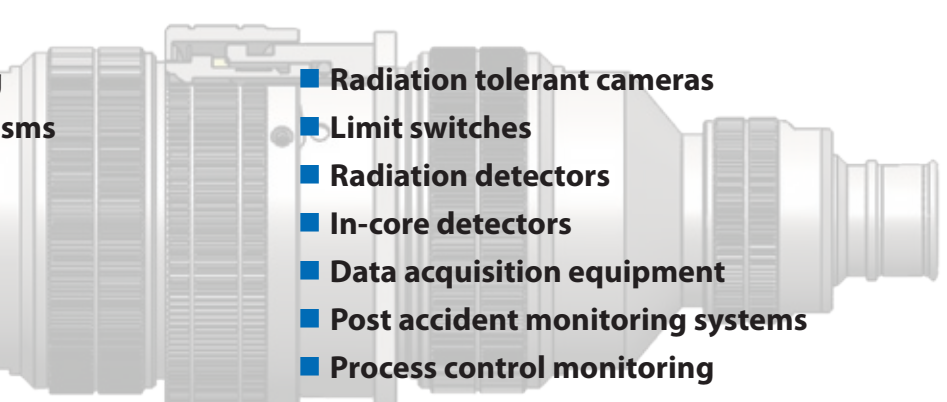 Radiation tolerant cameras
sms
Limit switches
Radiation detectors
In-core detectors
Data acquisition equipment
Post accident monitoring systems
Process control monitoring